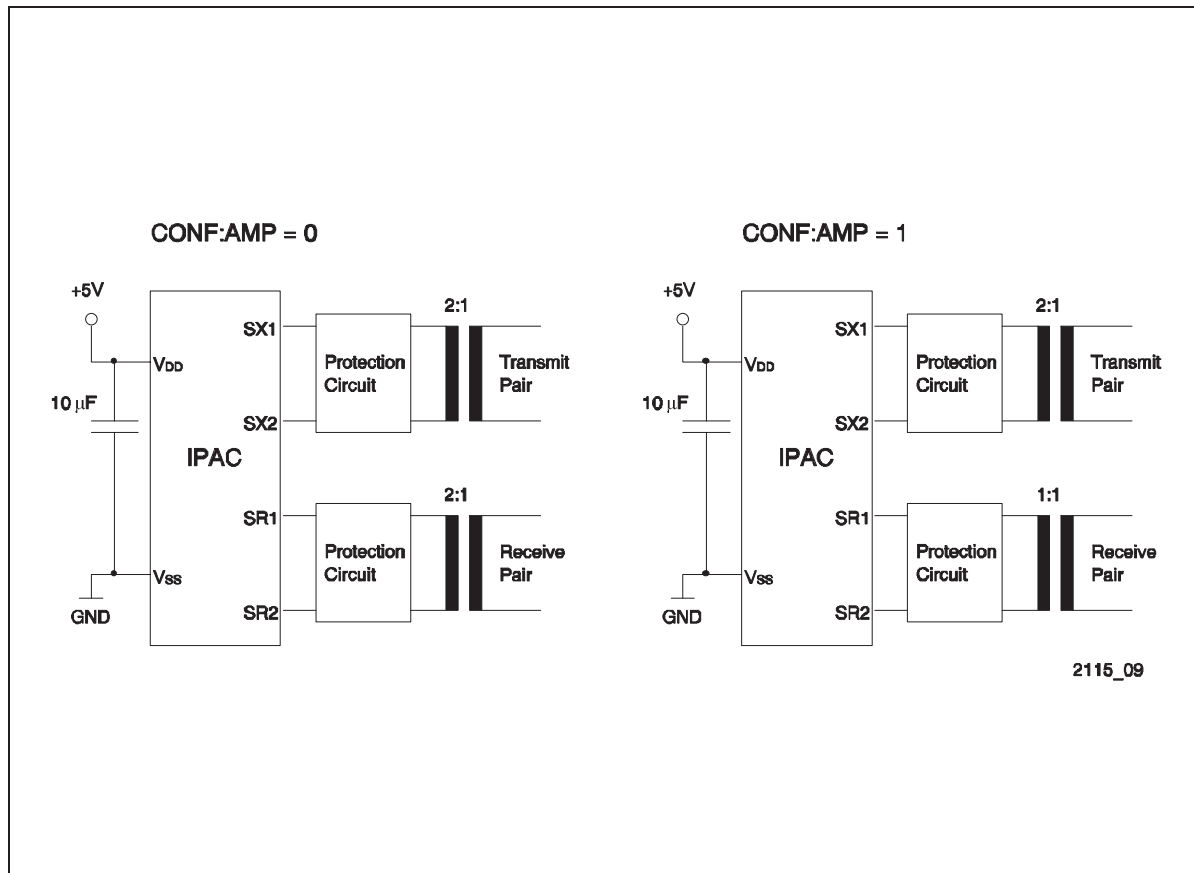 CONF:AMP = 0
+5V
2:1
SX1
VDD
Protection
Circuit
Transmit
Pair
10 µF
SX2
IPAC
2:1
SR1
Protection
Circuit
Receive
Pair
VSS
SR2
GND
CONF:AMP = 1
+5V
2:1
SX1
VDD
Protection
Circuit
Transmit
Pair
10 µF
SX2
IPAC
1:1
SR1
Protection
Circuit
Receive
Pair
VSS
SR2
GND
2115_09